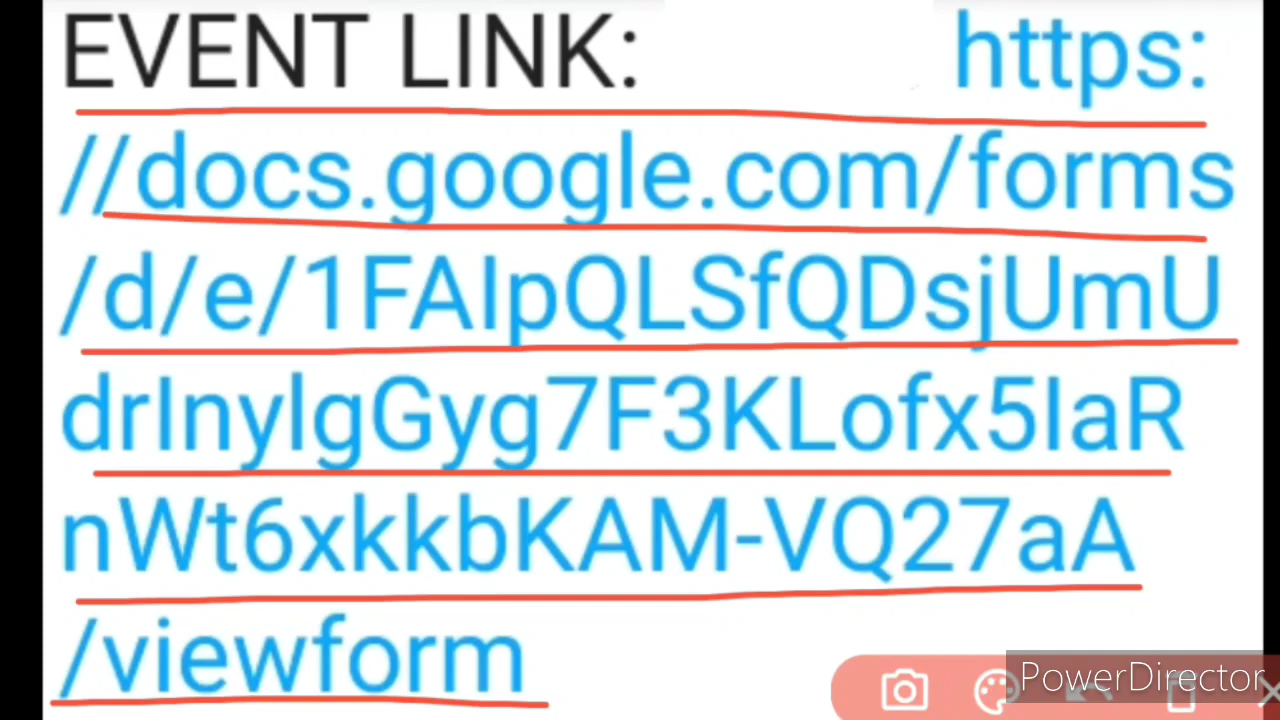 EVENT LINK: https:
//docs.google.com/forms
/d/e/1FAIpQLSfQDsjUmU
drInylgGyg7F3KLofx5IaR
nWt6xkkbKAM-VQ27aA
/viewform
PowerDirector